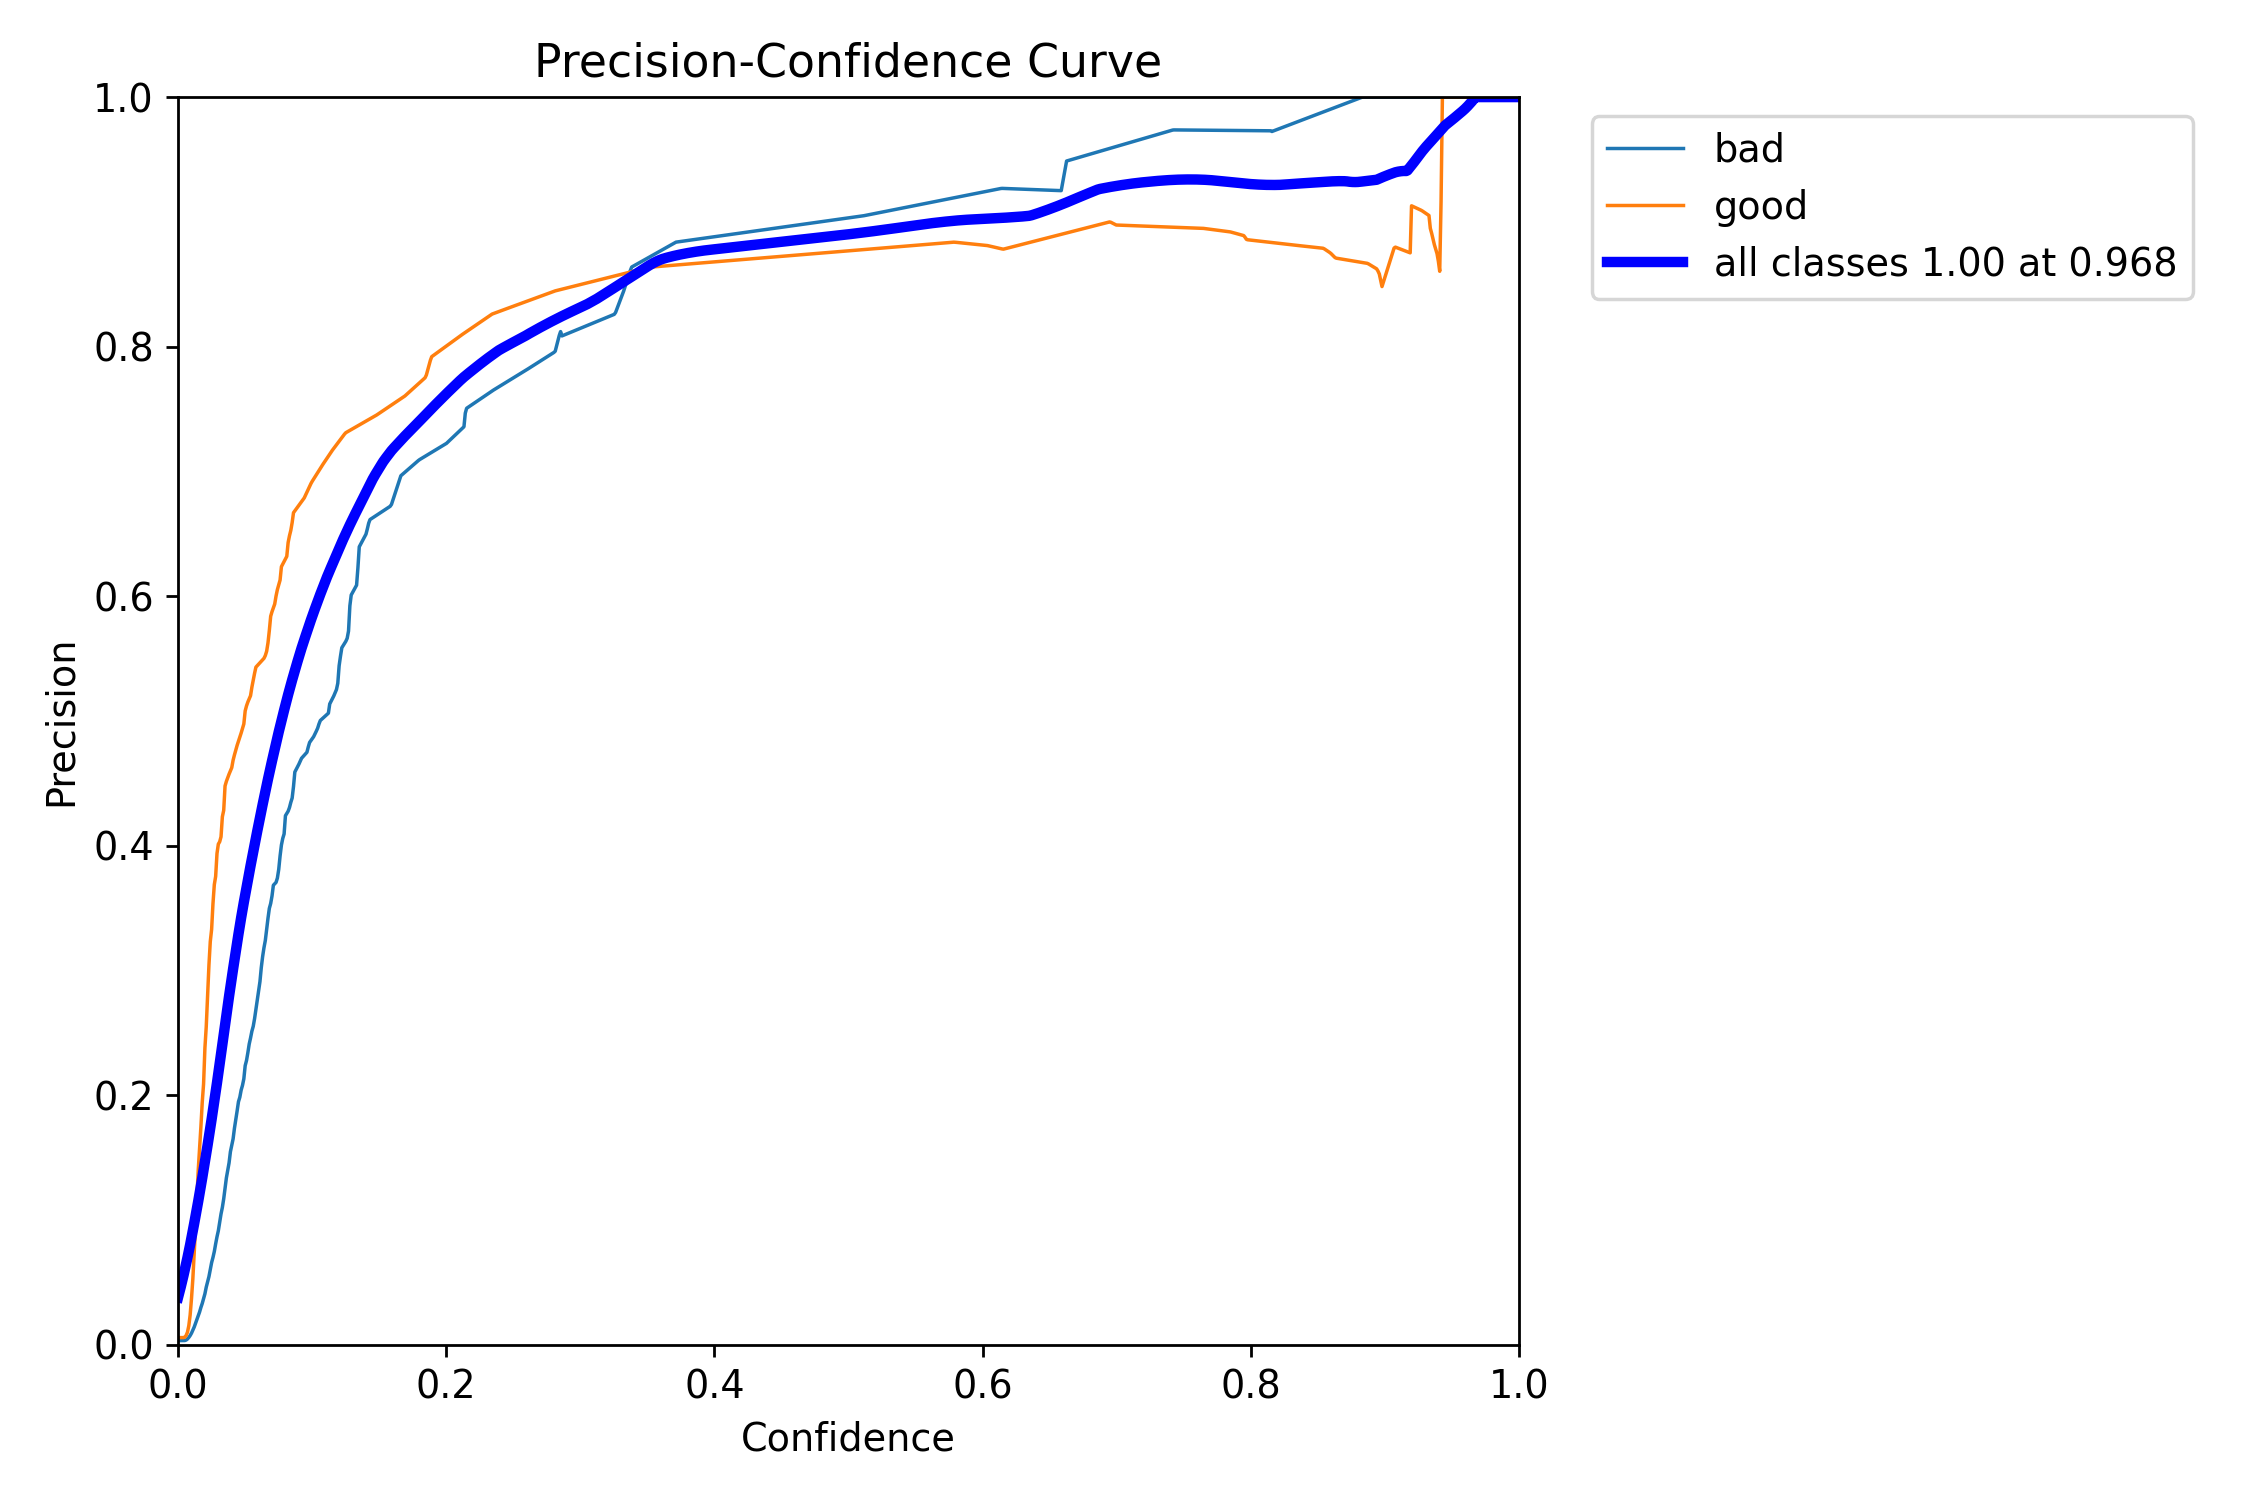 Precision-Confidence Curve
1.0
0.8
0.6
0.4
0.2
0.0
Precision
0.0 0.2 0.4 0.6 0.8 1.0
Confidence
bad
good
all classes 1.00 at 0.968